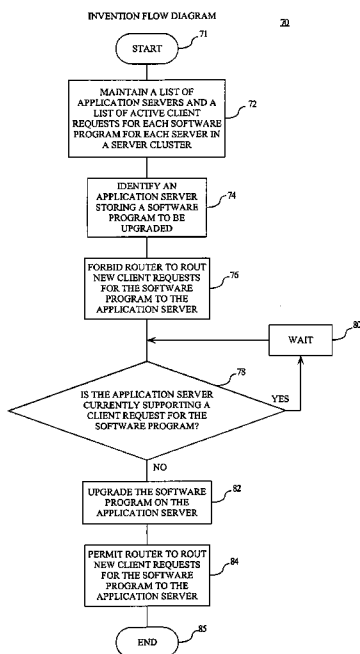 INVENTION FLOW DIAGRAM
70
START
71
MAINTAIN A LIST OF
APPLICATION SERVERS AND A
LIST OF ACTIVE CLIENT
REQUESTS FOR EACH SOFTWARE
PROGRAM FOR EACH SERVER IN
A SERVER CLUSTER
72
IDENTIFY AN
APPLICATION SERVER
STORING A SOFTWARE
PROGRAM TO BE
UPGRADED
74
FORBID ROUTER TO ROUT
NEW CLIENT REQUESTS
FOR THE SOFTWARE
PROGRAM TO THE
APPLICATION SERVER
76
WAIT
80
78
IS THE APPLICATION SERVER
CURRENTLY SUPPORTING A
CLIENT REQUEST FOR THE
SOFTWARE PROGRAM?
YES
NO
UPGRADE THE SOFTWARE
PROGRAM ON THE
APPLICATION SERVER
82
PERMIT ROUTER TO ROUT
NEW CLIENT REQUESTS
FOR THE SOFTWARE
PROGRAM TO THE
APPLICATION SERVER
84
END
85